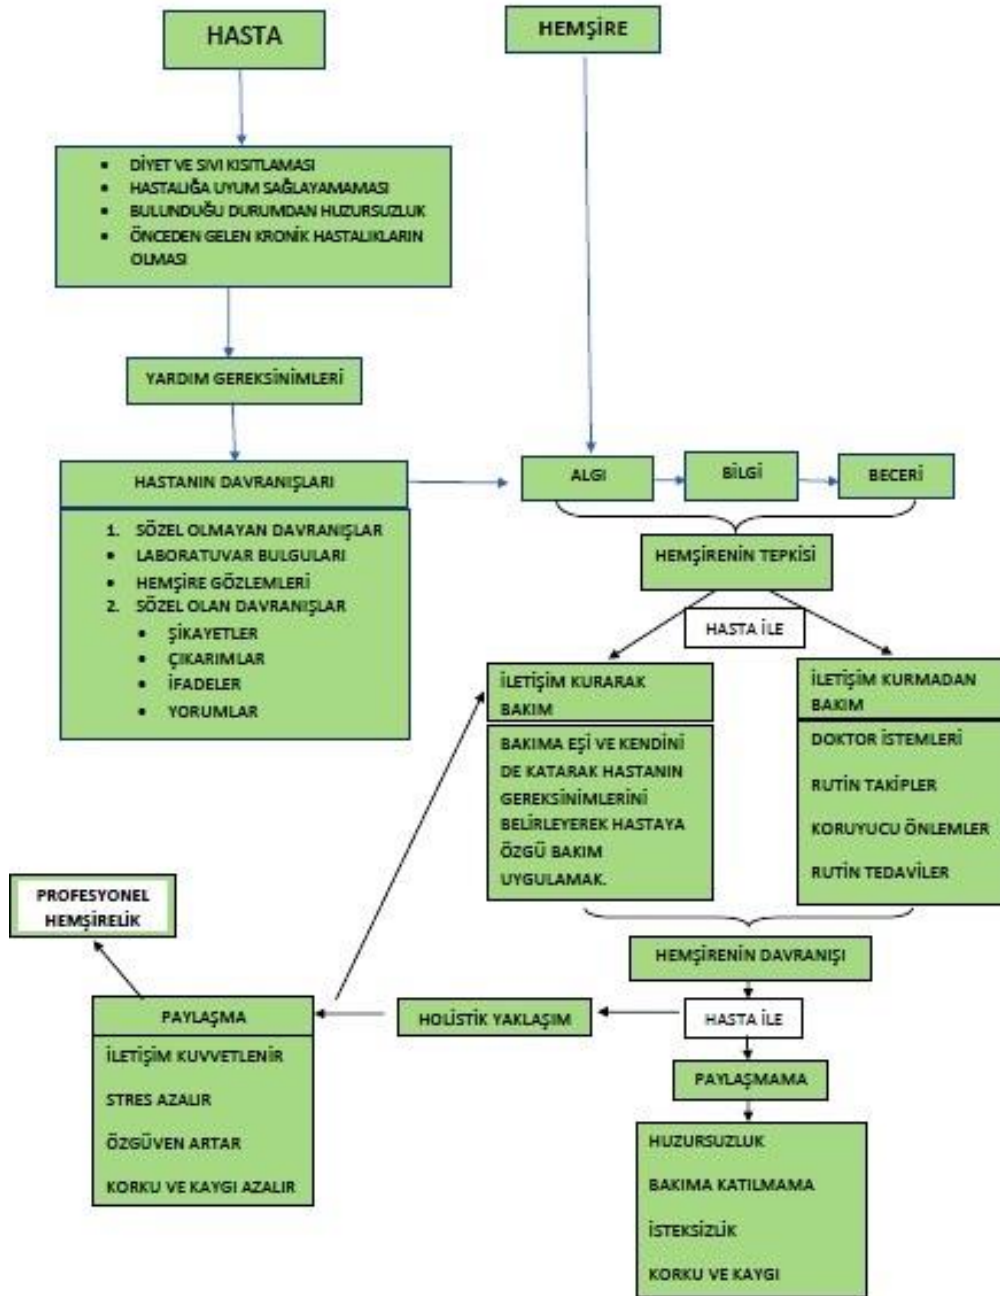 HASTA
HEMŞİRE
• DİYET VE SIVI KISITLAMASI
• HASTALIĞA UYUM SAĞLAYAMAMASI
• BULUNDUĞU DURUMDAN HUZURSUZLUK
• ÖNCEDEN GELEN KRONİK HASTALIKLARIN
OLMASI
YARDIM GEREKSİNİMLERİ
HASTANIN DAVRANIŞLARI
1. SÖZEL OLMAYAN DAVRANIŞLAR
• LABORATUVAR BULGULARI
• HEMŞİRE GÖZLEMLERİ
2. SÖZEL OLAN DAVRANIŞLAR
• ŞİKAYETLER
• ÇIKARIMLAR
• İFADELER
• YORUMLAR
ALGI
BİLGİ
BECERİ
HEMŞİRENİN TEPKİSİ
HASTA İLE
İLETİŞİM KURARAK
BAKIM
BAKIMA EŞİ VE KENDİNİ
DE KATARAK HASTANIN
GEREKSİNİMLERİNİ
BELİRLEYEREK HASTAYA
ÖZGÜ BAKIM
UYGULAMAK.
İLETİŞİM KURMADAN
BAKIM
DOKTOR İSTEMLERİ
RUTİN TAKİPLER
KORUYUCU ÖNLEMLER
RUTİN TEDAVİLER
HEMŞİRENİN DAVRANIŞI
HASTA İLE
HOLİSTİK YAKLAŞIM
PROFESYONEL
HEMŞİRELİK
PAYLAŞMA
İLETİŞİM KUVVETLENİR
STRES AZALIR
ÖZGÜVEN ARTAR
KORKU VE KAYGI AZALIR
PAYLAŞMAMA
HUZURSUZLUK
BAKIMA KATILMAMA
İSTEKSİZLİK
KORKU VE KAYGI